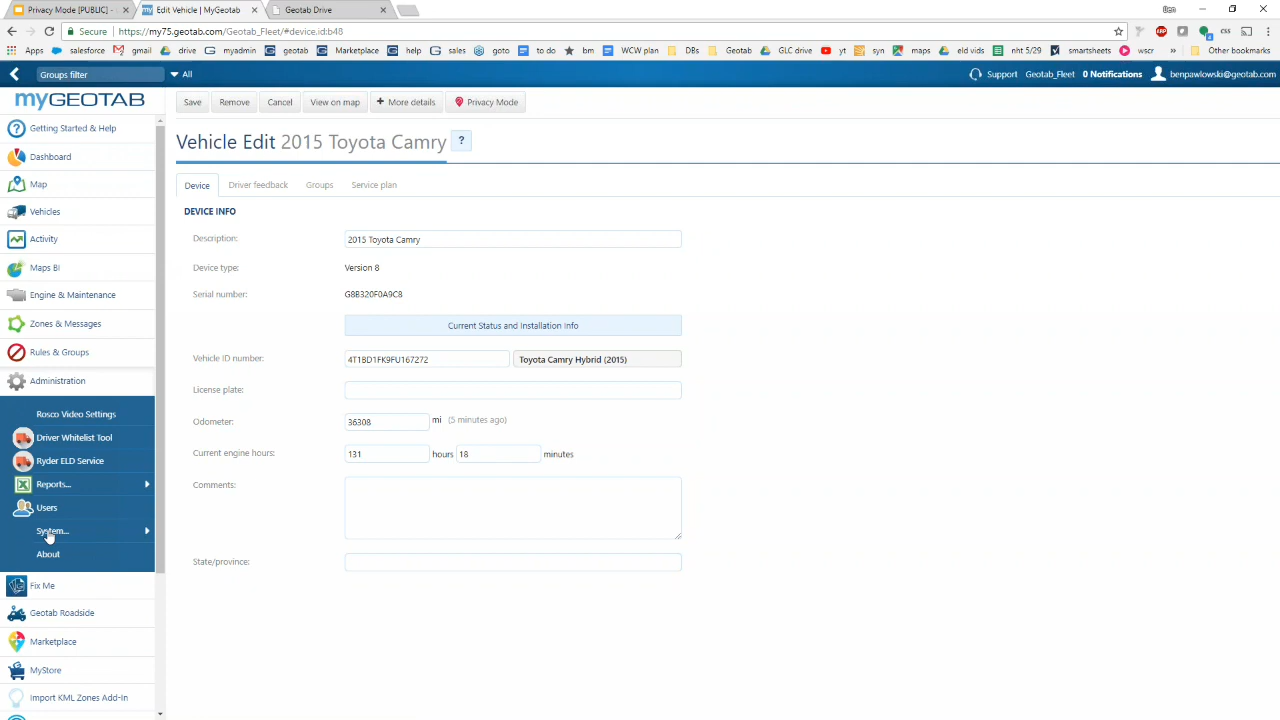 Privacy Mode [PUBLIC] -
Edit Vehicle | MyGeotab
Geotab Drive
Ben
Secure
https://my75.geotab.com/Geotab_Fleet/#device,id:b48
Apps salesforce gmail drive myadmin geotab Marketplace help sales goto to do bm WCW plan DBs Geotab GLC drive yt syn maps eld vids nht 5/29 smartsheets wscr » Other bookmarks
Groups filter All Support Geotab_Fleet 0 Notifications benpawlowski@geotab.com
myGEOTAB
Save Remove Cancel View on map + More details Privacy Mode
Getting Started & Help
Vehicle Edit 2015 Toyota Camry ?
Dashboard
Map
Vehicles
Activity
Maps BI
Engine & Maintenance
Zones & Messages
Rules & Groups
Administration
Rosco Video Settings
Driver Whitelist Tool
Ryder ELD Service
Reports...
Users
System...
About
Fix Me
Geotab Roadside
Marketplace
MyStore
Import KML Zones Add-In
Device Driver feedback Groups Service plan
DEVICE INFO
Description: 2015 Toyota Camry
Device type: Version 8
Serial number: G8B320F0A9C8
Current Status and Installation Info
Vehicle ID number: 4T1BD1FK9FU167272 Toyota Camry Hybrid (2015)
License plate:
Odometer: 36308 mi (5 minutes ago)
Current engine hours: 131 hours 18 minutes
Comments:
State/province: